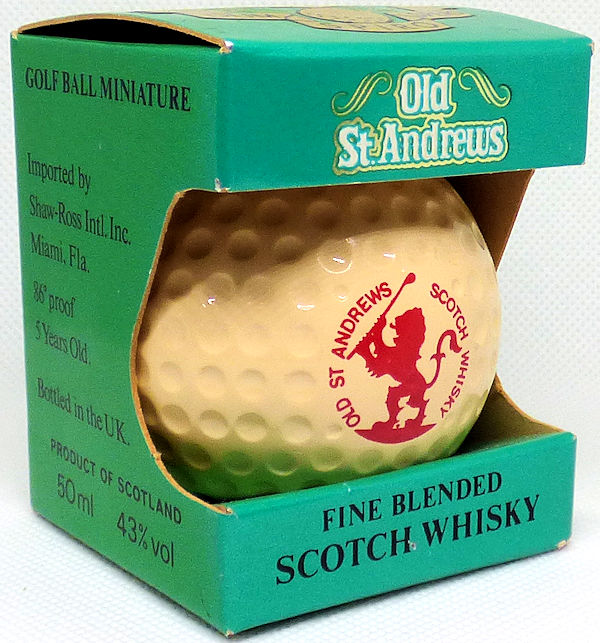 GOLF BALL MINIATURE
Imported by
Shaw-Ross Intl. Inc.
Miami. Fla.
86° proof
5 Years Old.
Bottled in the UK.
PRODUCT OF SCOTLAND
50ml 43% vol
Old
St. Andrews
OLD ST ANDREWS SCOTCH WHISKY
FINE BLENDED
SCOTCH WHISKY